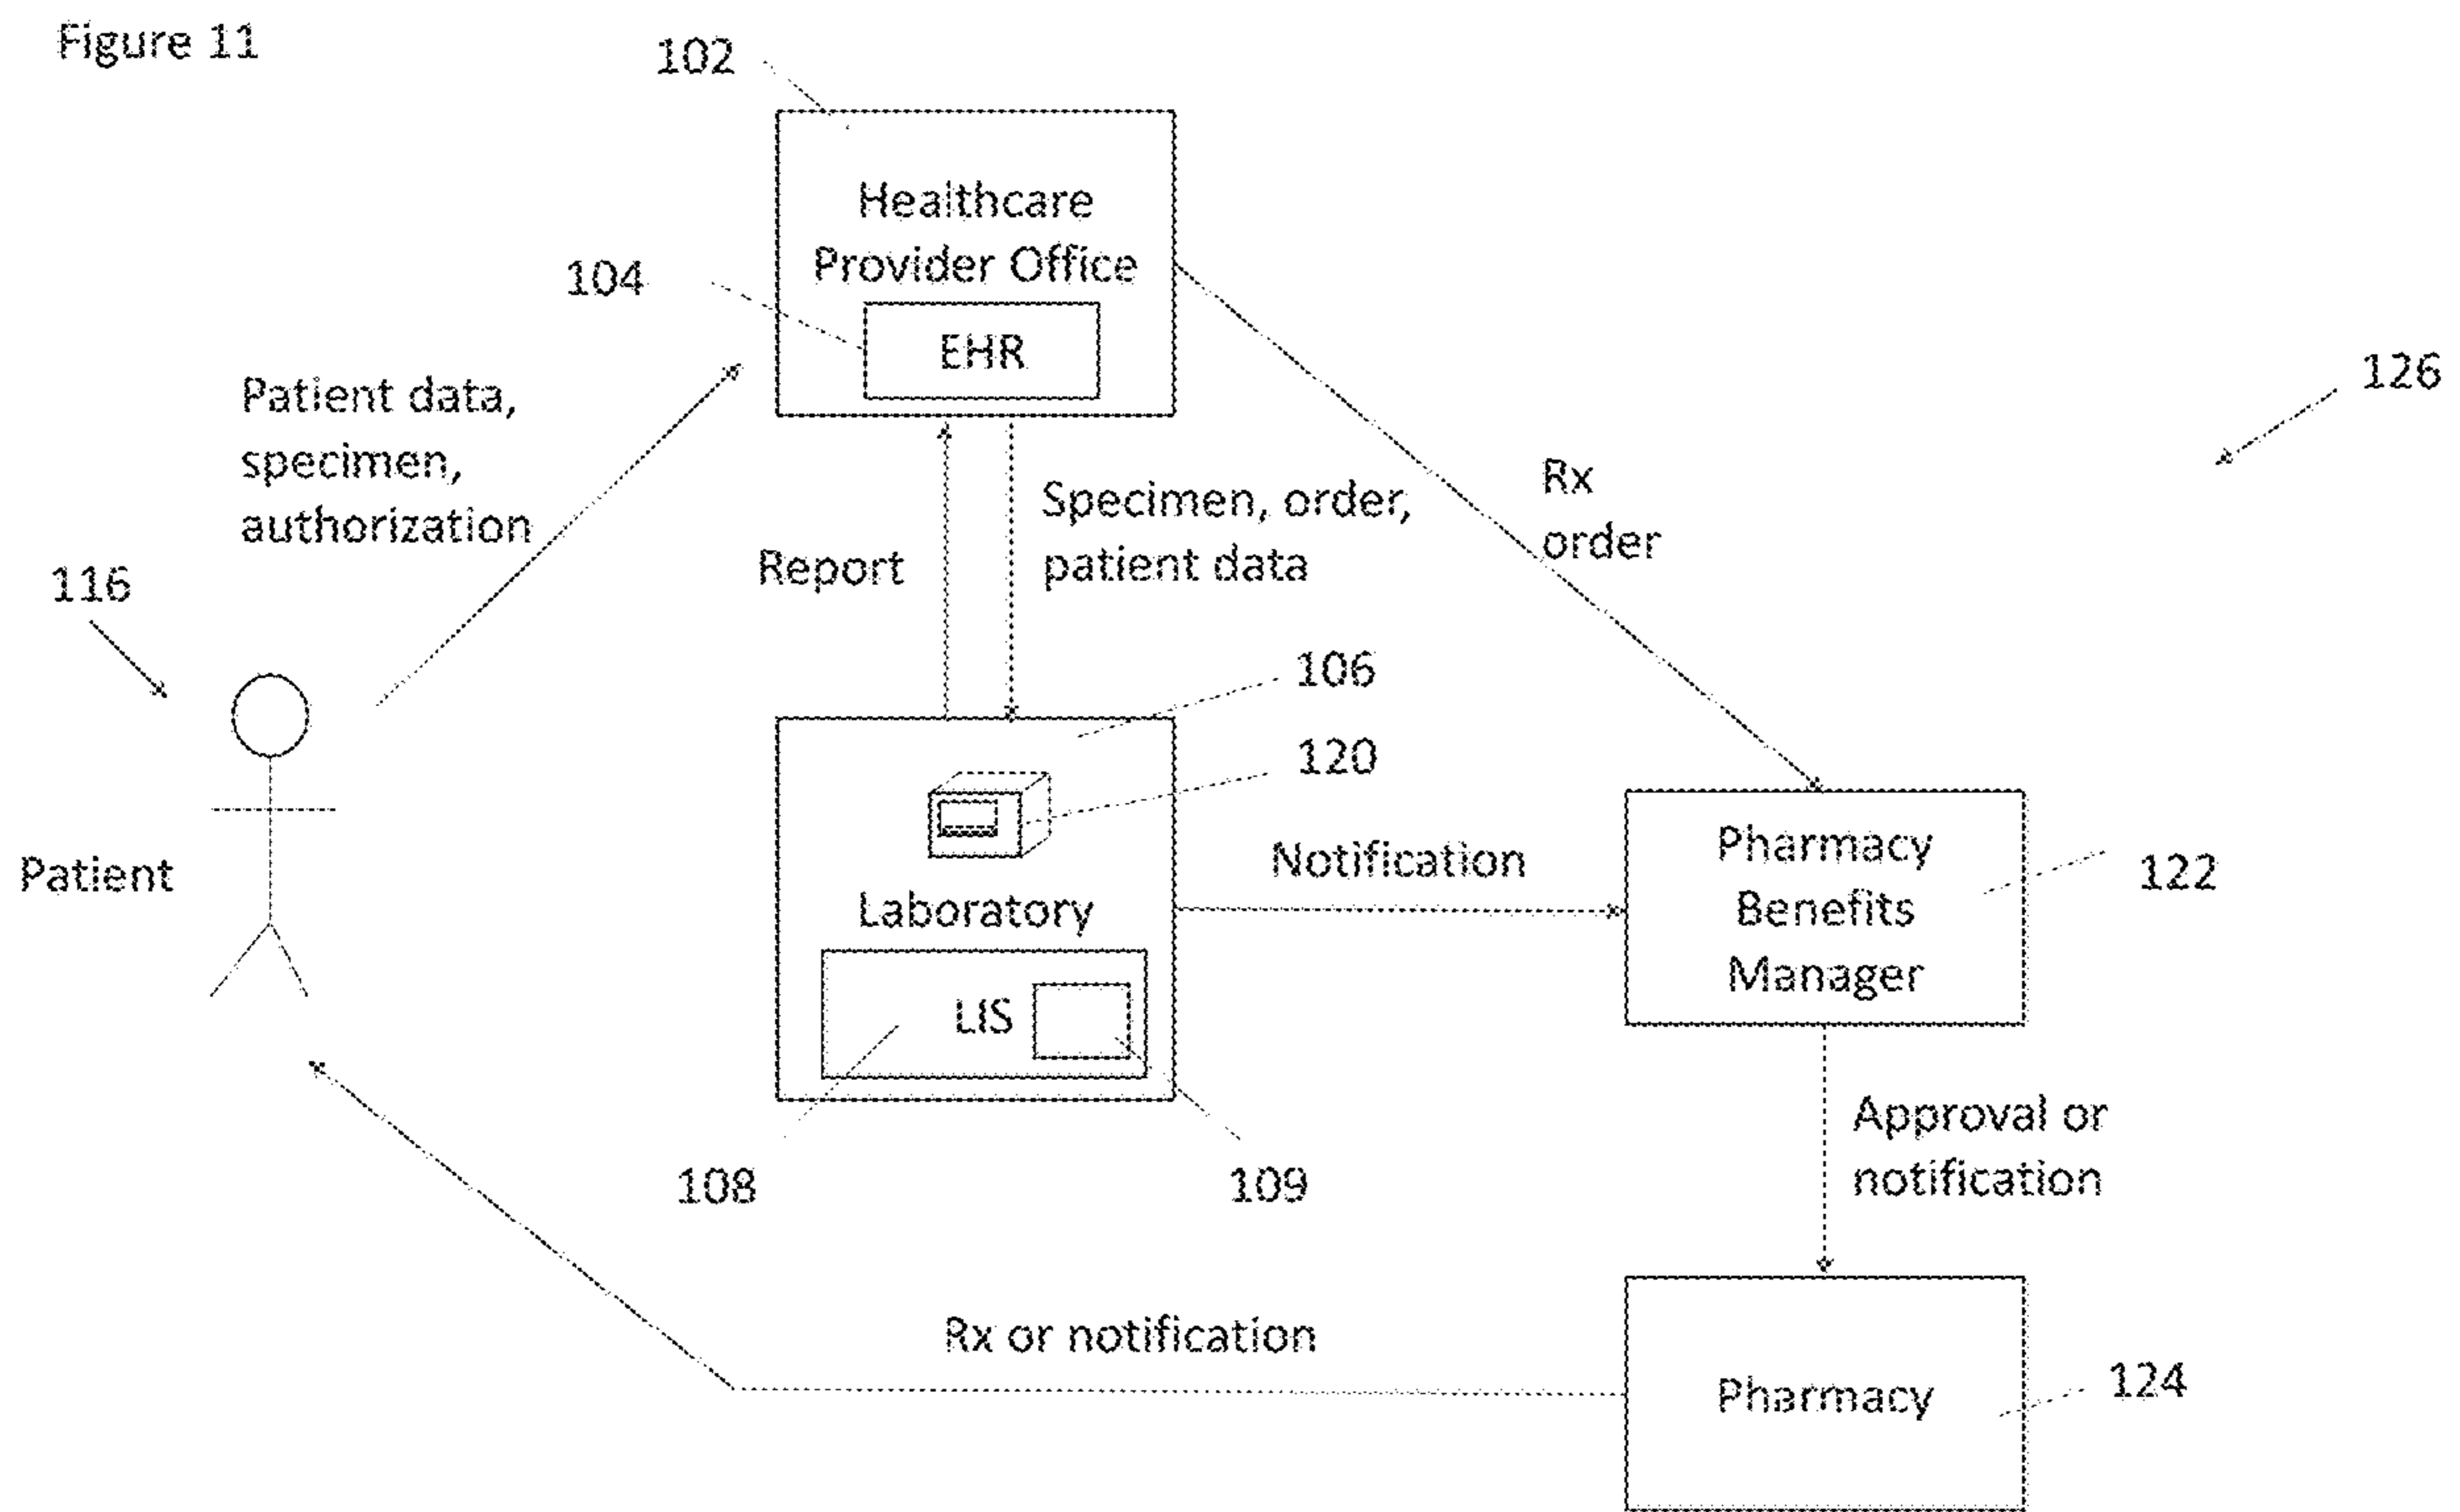 Figure 11
102
Healthcare
Provider Office
104
EHR
126
Patient data,
specimen,
authorization
Rx
order
Specimen, order,
patient data
Report
116
106
120
Pharmacy
Benefits
Manager
122
Notification
Patient
Laboratory
LIS
108
109
Approval or
notification
Rx or notification
Pharmacy
124